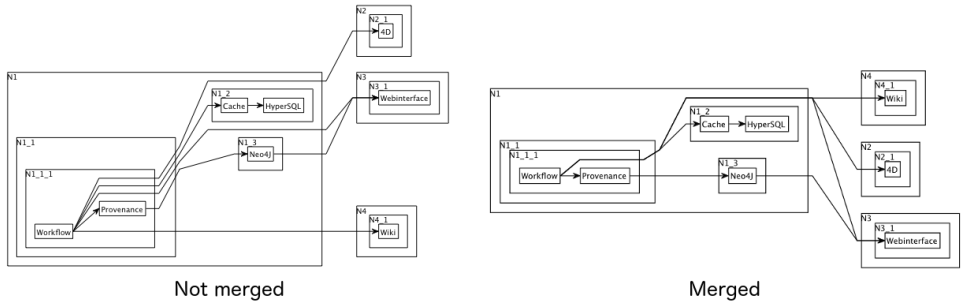 N2
N2_1
4D
N1
N3
N3_1
Webinterface
N1_2
Cache
HyperSQL
N1_1
N1_3
Neo4J
N1_1_1
Provenance
Workflow
N4
N4_1
Wiki
Not merged
N4
N4_1
Wiki
N1
N1_2
Cache
HyperSQL
N1_1
N1_1_1
Workflow
Provenance
N1_3
Neo4J
N2
N2_1
4D
N3
N3_1
Webinterface
Merged